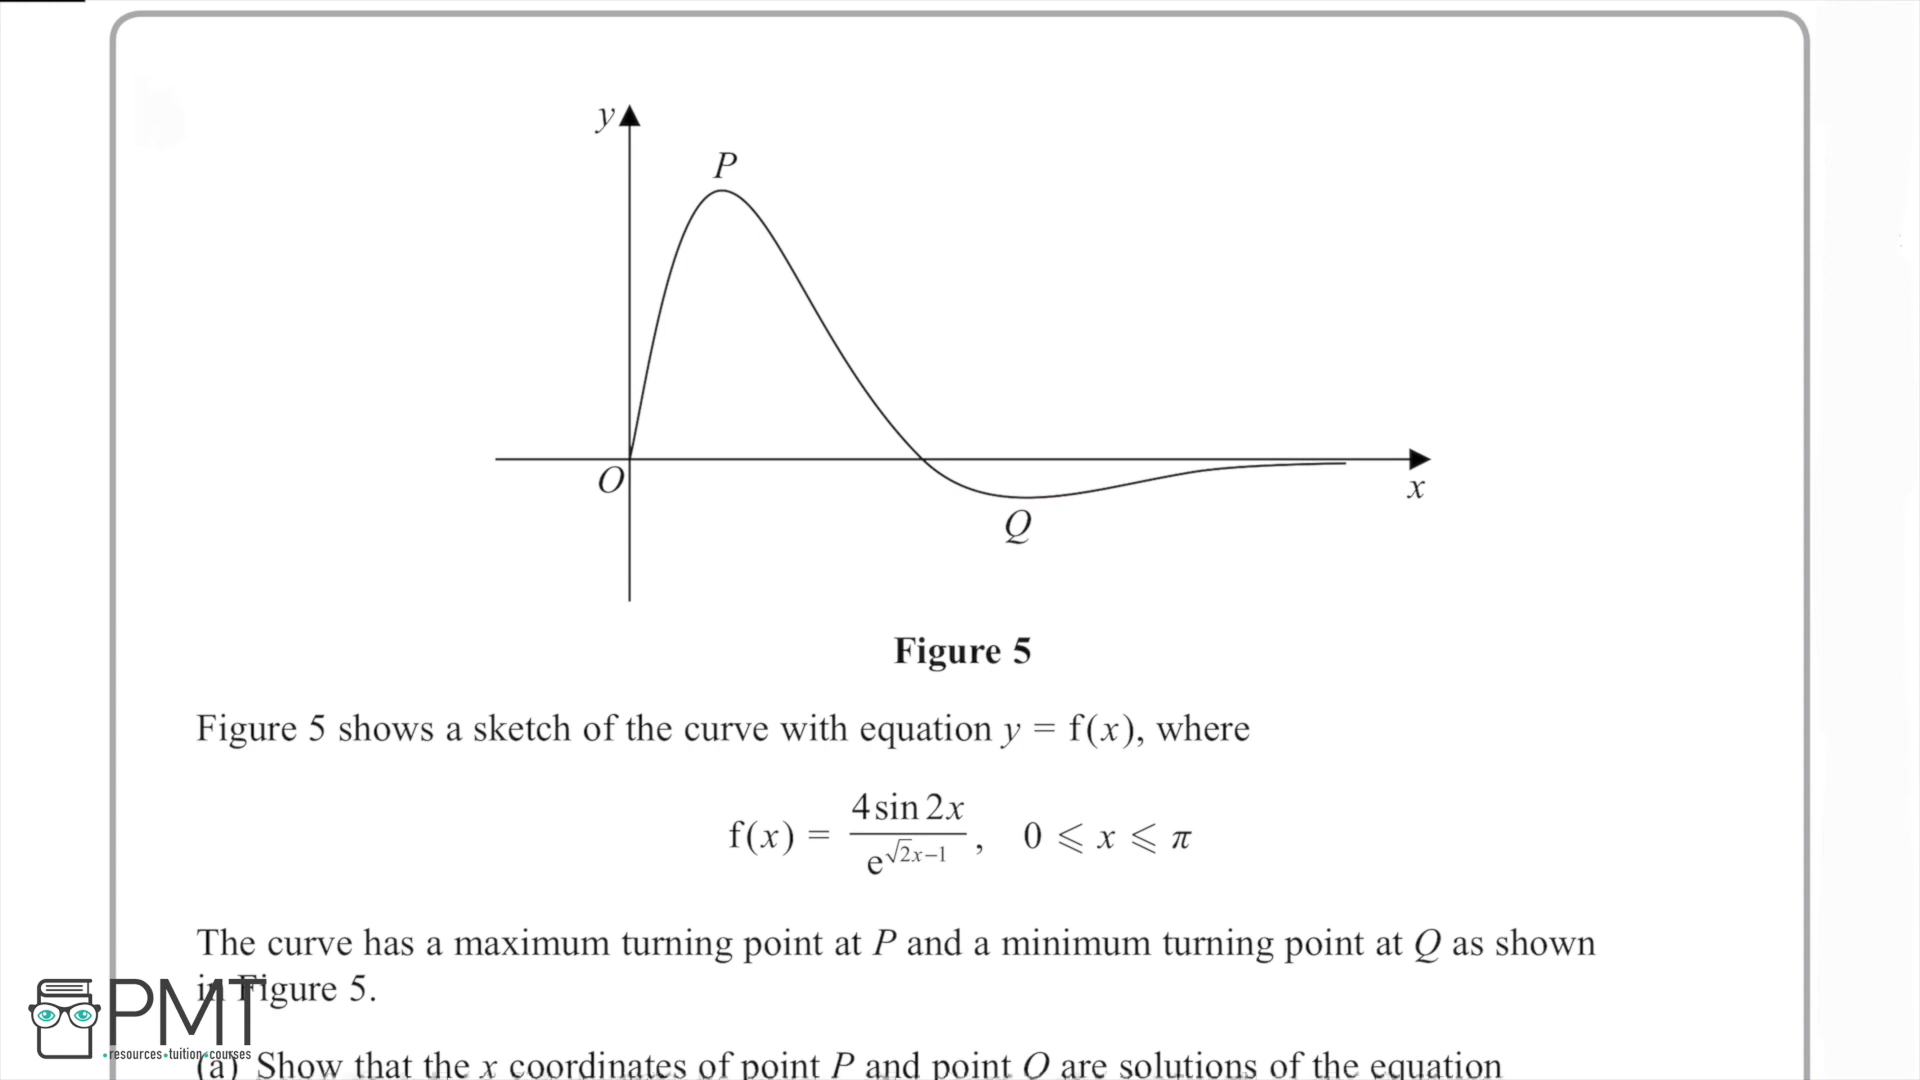 y
P
O
x
Q
Figure 5
Figure 5 shows a sketch of the curve with equation y = f(x), where
f(x) = 4 sin 2x / e^(√2x−1), 0 ⩽ x ⩽ π
The curve has a maximum turning point at P and a minimum turning point at Q as shown
in Figure 5.
PMT
•resources•tuition•courses
(a) Show that the x coordinates of point P and point Q are solutions of the equation